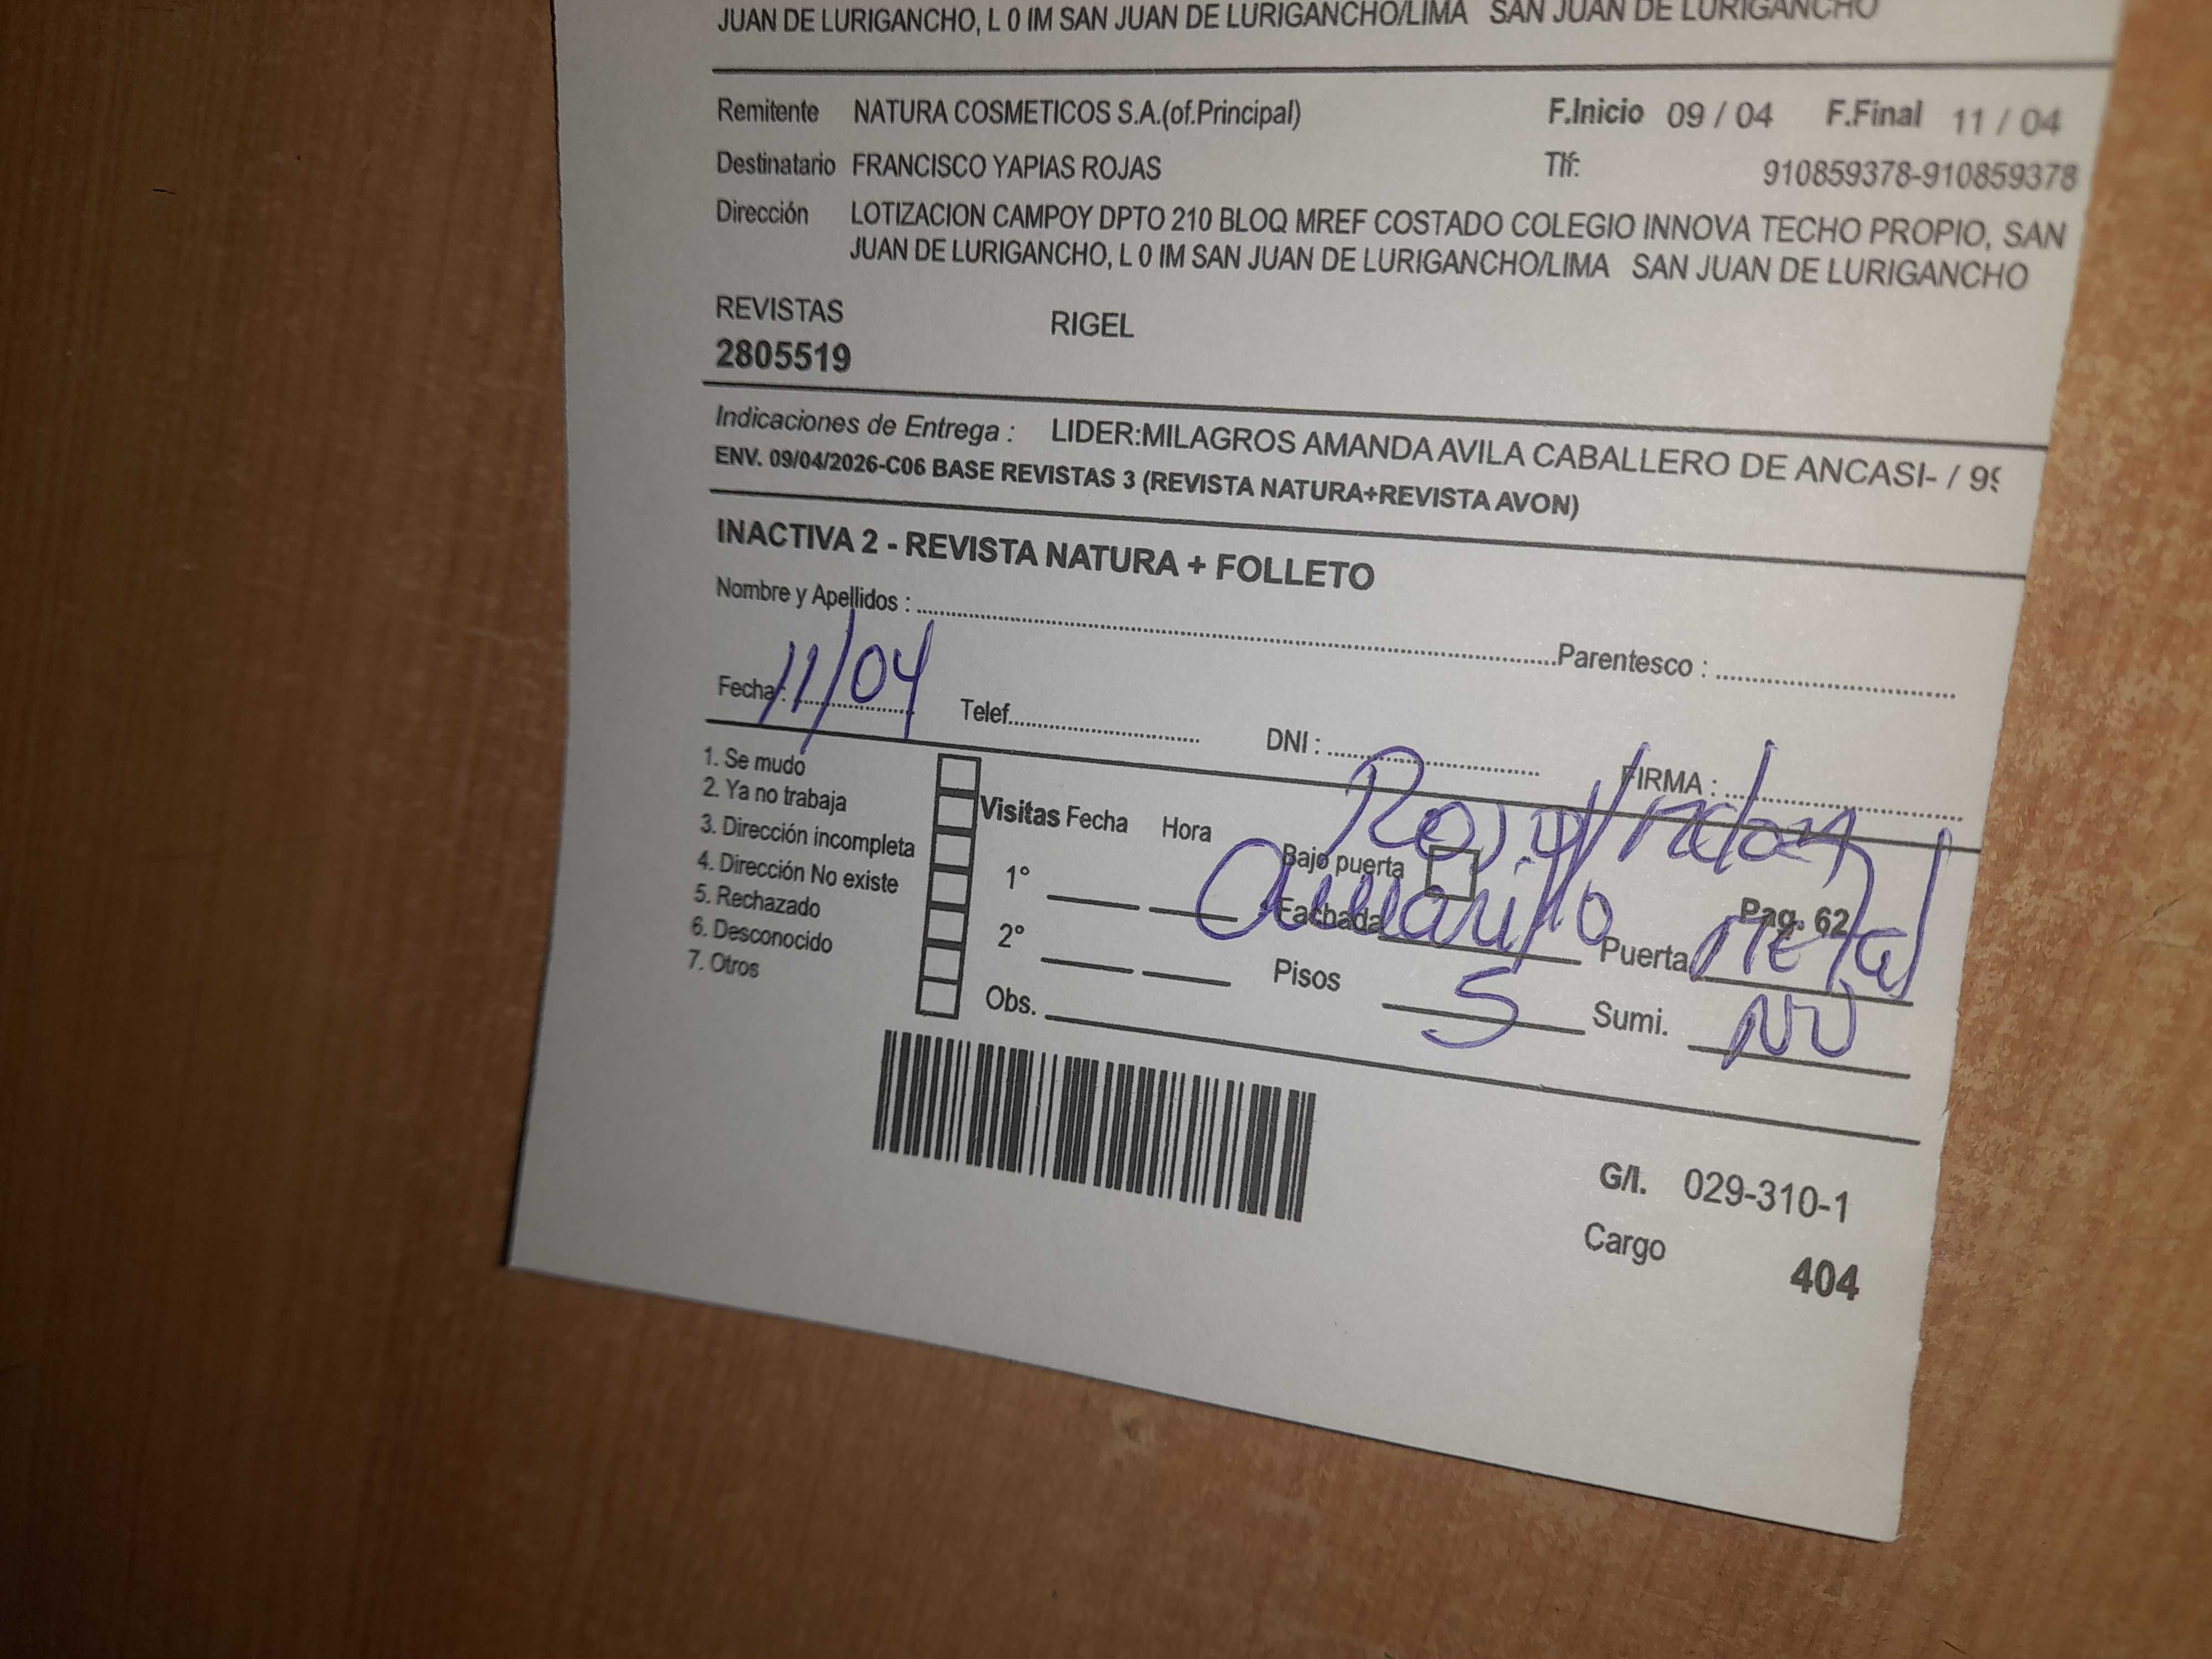 JUAN DE LURIGANCHO, L 0 IM SAN JUAN DE LURIGANCHO/LIMA SAN JUAN DE LURIGANCHO
Remitente NATURA COSMETICOS S.A.(of.Principal) F.Inicio 09 / 04 F.Final 11 / 04
Destinatario FRANCISCO YAPIAS ROJAS Tlf: 910859378-910859378
Dirección LOTIZACION CAMPOY DPTO 210 BLOQ MREF COSTADO COLEGIO INNOVA TECHO PROPIO, SAN
JUAN DE LURIGANCHO, L 0 IM SAN JUAN DE LURIGANCHO/LIMA SAN JUAN DE LURIGANCHO
REVISTAS RIGEL
2805519
Indicaciones de Entrega : LIDER:MILAGROS AMANDA AVILA CABALLERO DE ANCASI- / 99
ENV. 09/04/2026-C06 BASE REVISTAS 3 (REVISTA NATURA+REVISTA AVON)
INACTIVA 2 - REVISTA NATURA + FOLLETO
Nombre y Apellidos : Parentesco :
Fecha : 11/04 Telef. DNI : FIRMA :
1. Se mudo
2. Ya no trabaja
3. Dirección incompleta
4. Dirección No existe
5. Rechazado
6. Desconocido
7. Otros
Visitas Fecha Hora
Bajo puerta
1° Fachada Amarillo Puerta Metal
Pag. 62
2° Pisos 5 Sumi. NO
Obs.
G/I. 029-310-1
Cargo 404